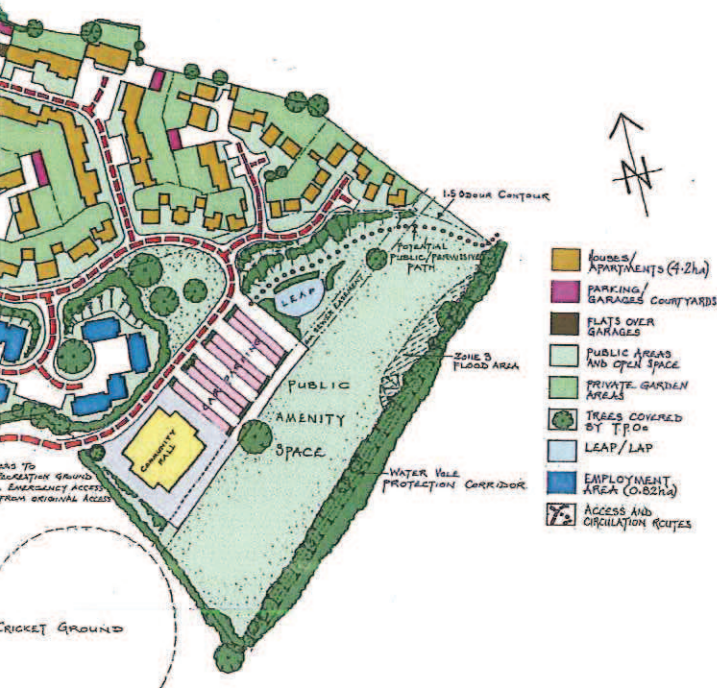 1.5 ODOUR CONTOUR
N
POTENTIAL
PUBLIC/PERMISSIVE
PATH
LEAP
SEWER EASEMENT
CAR PARKING
ZONE 3
FLOOD AREA
PUBLIC
AMENITY
SPACE
COMMUNITY
HALL
WATER VOLE
PROTECTION CORRIDOR
TO
RECREATION GROUND
EMERGENCY ACCESS
FROM ORIGINAL ACCESS
CRICKET GROUND
HOUSES/
APARTMENTS (4.2ha)
PARKING/
GARAGES COURTYARDS
FLATS OVER
GARAGES
PUBLIC AREAS
AND OPEN SPACE
PRIVATE GARDEN
AREAS
TREES COVERED
BY T.P.Os
LEAP/LAP
EMPLOYMENT
AREA (0.82ha)
ACCESS AND
CIRCULATION ROUTES